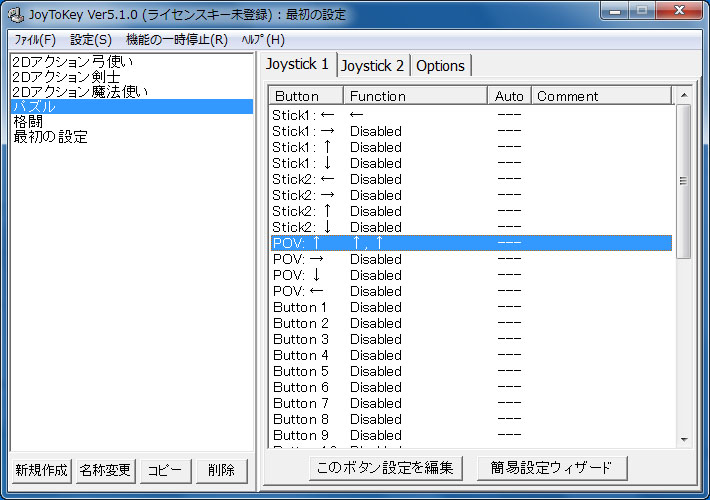 JoyToKey Ver5.1.0 (ライセンスキー未登録) : 最初の設定
ﾌｧｲﾙ(F) 設定(S) 機能の一時停止(R) ﾍﾙﾌﾟ(H)
2Dアクション弓使い
2Dアクション剣士
2Dアクション魔法使い
パズル
格闘
最初の設定
新規作成 名称変更 コピー 削除
Joystick 1 Joystick 2 Options
Button Function Auto Comment
Stick1: ← ← ---
Stick1: → Disabled ---
Stick1: ↑ Disabled ---
Stick1: ↓ Disabled ---
Stick2: ← Disabled ---
Stick2: → Disabled ---
Stick2: ↑ Disabled ---
Stick2: ↓ Disabled ---
POV: ↑ ↑, ↑ ---
POV: → Disabled ---
POV: ↓ Disabled ---
POV: ← Disabled ---
Button 1 Disabled ---
Button 2 Disabled ---
Button 3 Disabled ---
Button 4 Disabled ---
Button 5 Disabled ---
Button 6 Disabled ---
Button 7 Disabled ---
Button 8 Disabled ---
Button 9 Disabled ---
このボタン設定を編集 簡易設定ウィザード